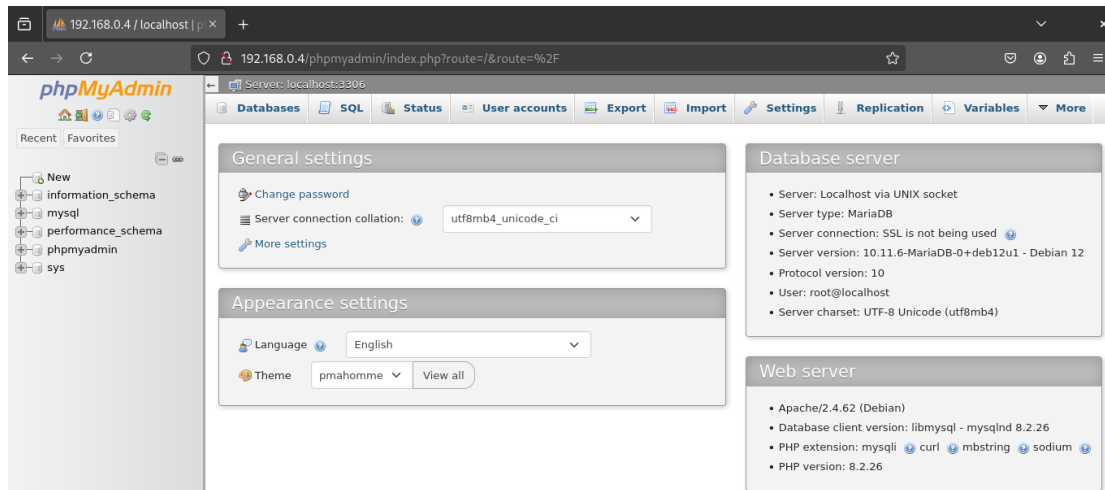 192.168.0.4 / localhost | p
192.168.0.4/phpmyadmin/index.php?route=/&route=%2F
phpMyAdmin
Recent Favorites
New
information_schema
mysql
performance_schema
phpmyadmin
sys
Server: localhost:3306
Databases SQL Status User accounts Export Import Settings Replication Variables More
General settings
Change password
Server connection collation: utf8mb4_unicode_ci
More settings
Appearance settings
Language English
Theme pmahomme View all
Database server
• Server: Localhost via UNIX socket
• Server type: MariaDB
• Server connection: SSL is not being used
• Server version: 10.11.6-MariaDB-0+deb12u1 - Debian 12
• Protocol version: 10
• User: root@localhost
• Server charset: UTF-8 Unicode (utf8mb4)
Web server
• Apache/2.4.62 (Debian)
• Database client version: libmysql - mysqlnd 8.2.26
• PHP extension: mysqli curl mbstring sodium
• PHP version: 8.2.26